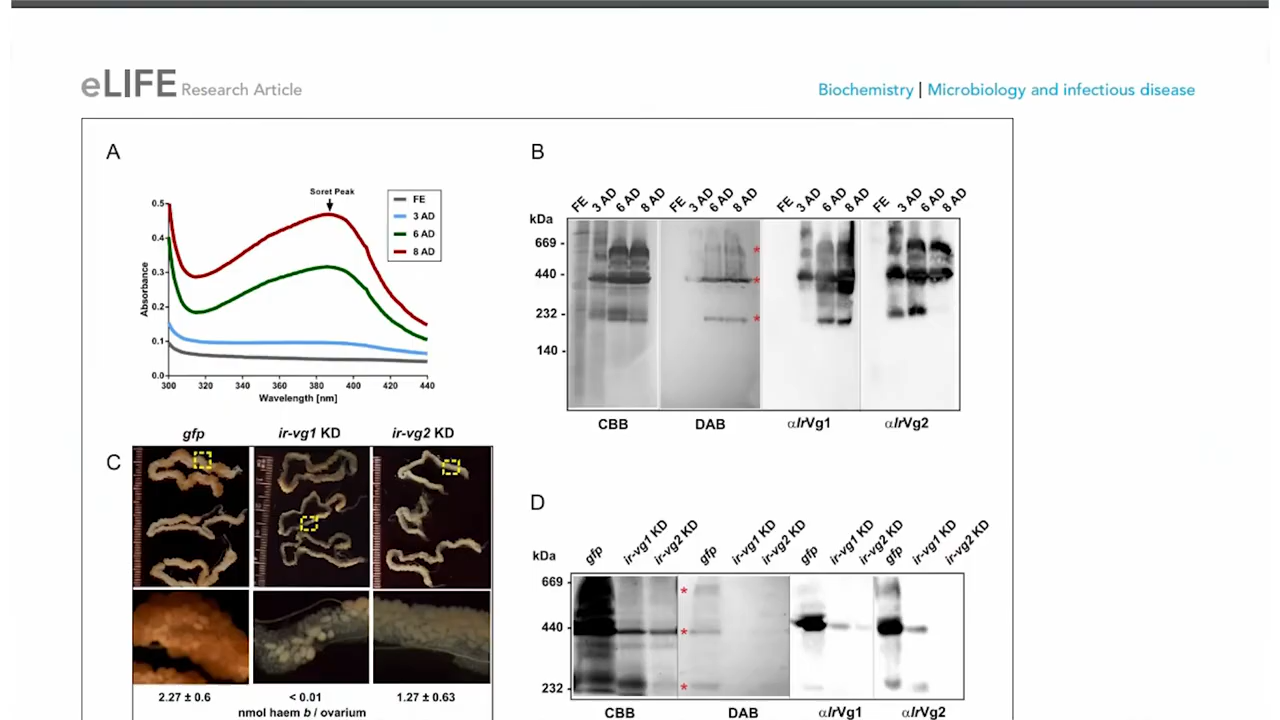 eLIFE Research Article
Biochemistry | Microbiology and infectious disease
A
Soret Peak
FE
3 AD
6 AD
8 AD
0.5
0.4
0.3
0.2
0.1
0.0
Absorbance
300 320 340 360 380 400 420 440
Wavelength [nm]
B
FE 3 AD 6 AD 8 AD FE 3 AD 6 AD 8 AD FE 3 AD 6 AD 8 AD FE 3 AD 6 AD 8 AD
kDa
669 -
440 -
232 -
140 -
* * *
CBB DAB αIrVg1 αIrVg2
C
gfp ir-vg1 KD ir-vg2 KD
2.27 ± 0.6 < 0.01 1.27 ± 0.63
nmol haem b / ovarium
D
gfp ir-vg1 KD ir-vg2 KD gfp ir-vg1 KD ir-vg2 KD gfp ir-vg1 KD ir-vg2 KD gfp ir-vg1 KD ir-vg2 KD
kDa
669 -
440 -
232 -
* * *
CBB DAB αIrVg1 αIrVg2